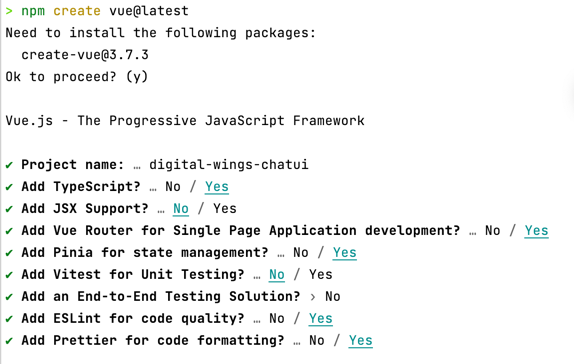 > npm create vue@latest
Need to install the following packages:
  create-vue@3.7.3
Ok to proceed? (y)
Vue.js - The Progressive JavaScript Framework
✔ Project name: … digital-wings-chatui
✔ Add TypeScript? … No / Yes
✔ Add JSX Support? … No / Yes
✔ Add Vue Router for Single Page Application development? … No / Yes
✔ Add Pinia for state management? … No / Yes
✔ Add Vitest for Unit Testing? … No / Yes
✔ Add an End-to-End Testing Solution? › No
✔ Add ESLint for code quality? … No / Yes
✔ Add Prettier for code formatting? … No / Yes